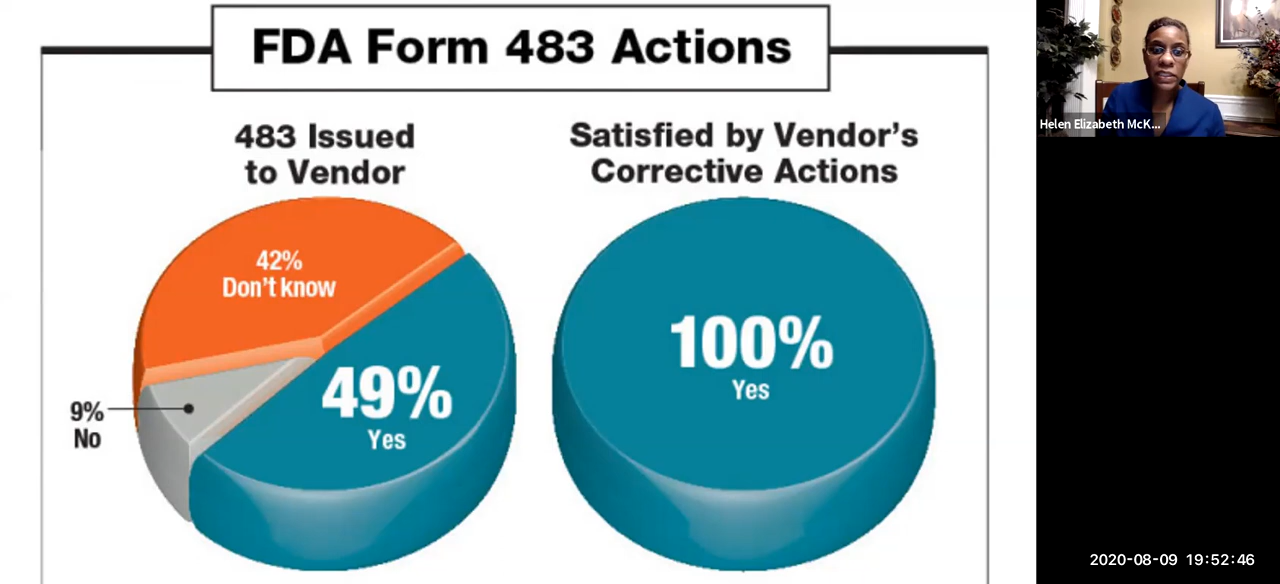 FDA Form 483 Actions
483 Issued
to Vendor
Satisfied by Vendor's
Corrective Actions
42%
Don't know
49%
Yes
9%
No
100%
Yes
Helen Elizabeth McK...
2020-08-09 19:52:46